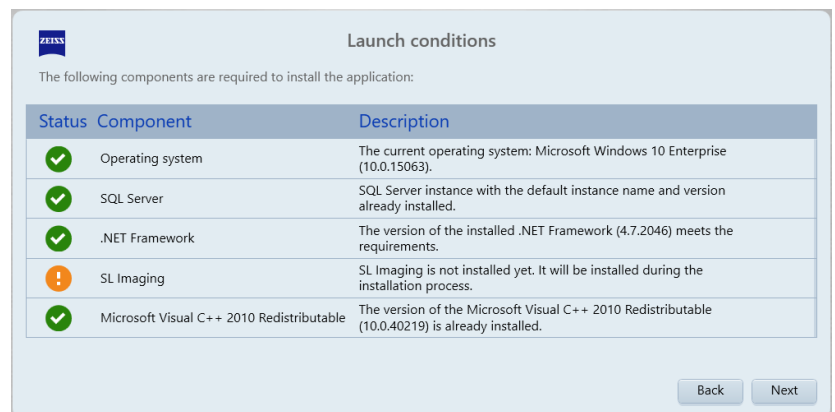 ZEISS
Launch conditions
The following components are required to install the application:
Status Component Description
Operating system
The current operating system: Microsoft Windows 10 Enterprise
(10.0.15063).
SQL Server
SQL Server instance with the default instance name and version
already installed.
.NET Framework
The version of the installed .NET Framework (4.7.2046) meets the
requirements.
SL Imaging
SL Imaging is not installed yet. It will be installed during the
installation process.
Microsoft Visual C++ 2010 Redistributable
The version of the Microsoft Visual C++ 2010 Redistributable
(10.0.40219) is already installed.
Back Next